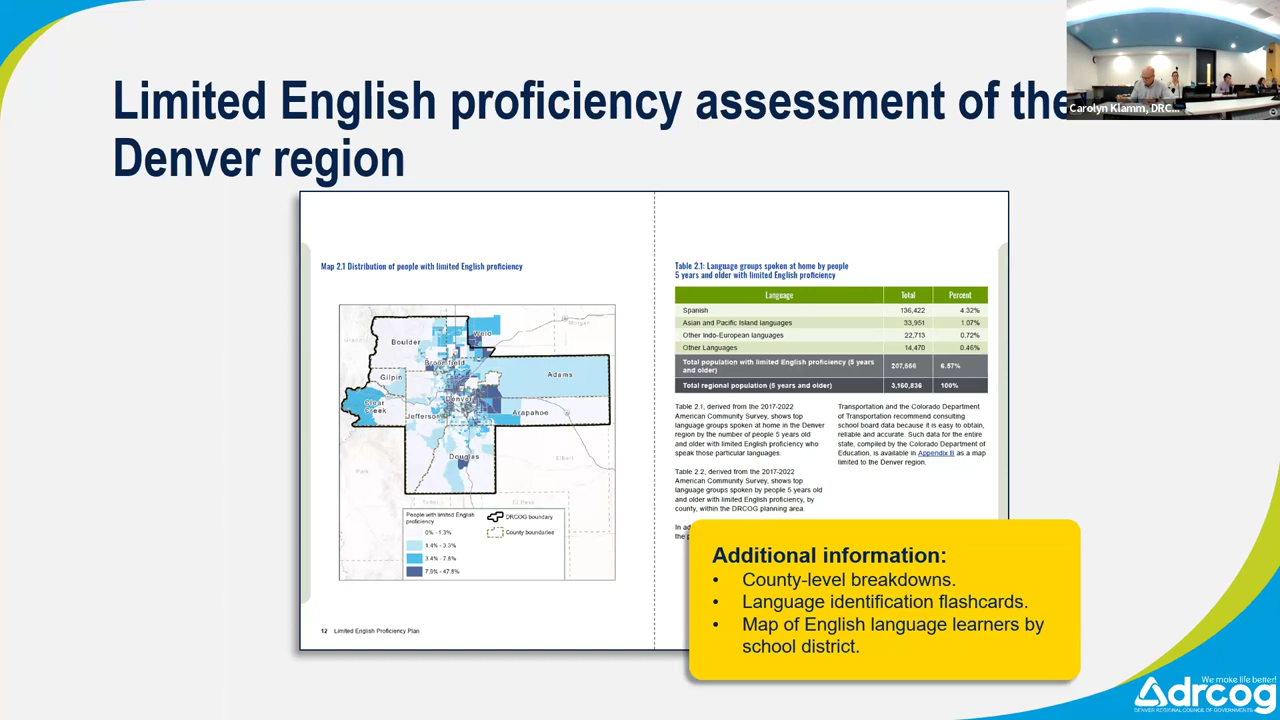 Limited English proficiency assessment of the
Denver region
Carolyn Klamm, DRC...
Map 2.1 Distribution of people with limited English proficiency
Boulder
Weld
Morgan
Broomfield
Gilpin
Adams
Clear
Creek
Denver
Jefferson
Arapahoe
Douglas
Elbert
Park
Teller
El Paso
People with limited English
proficiency
0% - 1.3%
1.4% - 3.3%
3.4% - 7.8%
7.9% - 47.8%
DRCOG boundary
County boundaries
12 Limited English Proficiency Plan
Table 2.1: Language groups spoken at home by people
5 years and older with limited English proficiency
Language Total Percent
Spanish 136,422 4.32%
Asian and Pacific Island languages 33,951 1.07%
Other Indo-European languages 22,713 0.72%
Other Languages 14,470 0.46%
Total population with limited English proficiency (5 years
and older) 207,556 6.57%
Total regional population (5 years and older) 3,160,836 100%
Table 2.1, derived from the 2017-2022
American Community Survey, shows top
language groups spoken at home in the Denver
region by the number of people 5 years old
and older with limited English proficiency who
speak those particular languages.
Table 2.2, derived from the 2017-2022
American Community Survey, shows top
language groups spoken by people 5 years old
and older with limited English proficiency, by
county, within the DRCOG planning area.
In
the
Transportation and the Colorado Department
of Transportation recommend consulting
school board data because it is easy to obtain,
reliable and accurate. Such data for the entire
state, compiled by the Colorado Department of
Education, is available in Appendix B as a map
limited to the Denver region.
Additional information:
• County-level breakdowns.
• Language identification flashcards.
• Map of English language learners by
school district.
We make life better!
drcog
DENVER REGIONAL COUNCIL OF GOVERNMENTS